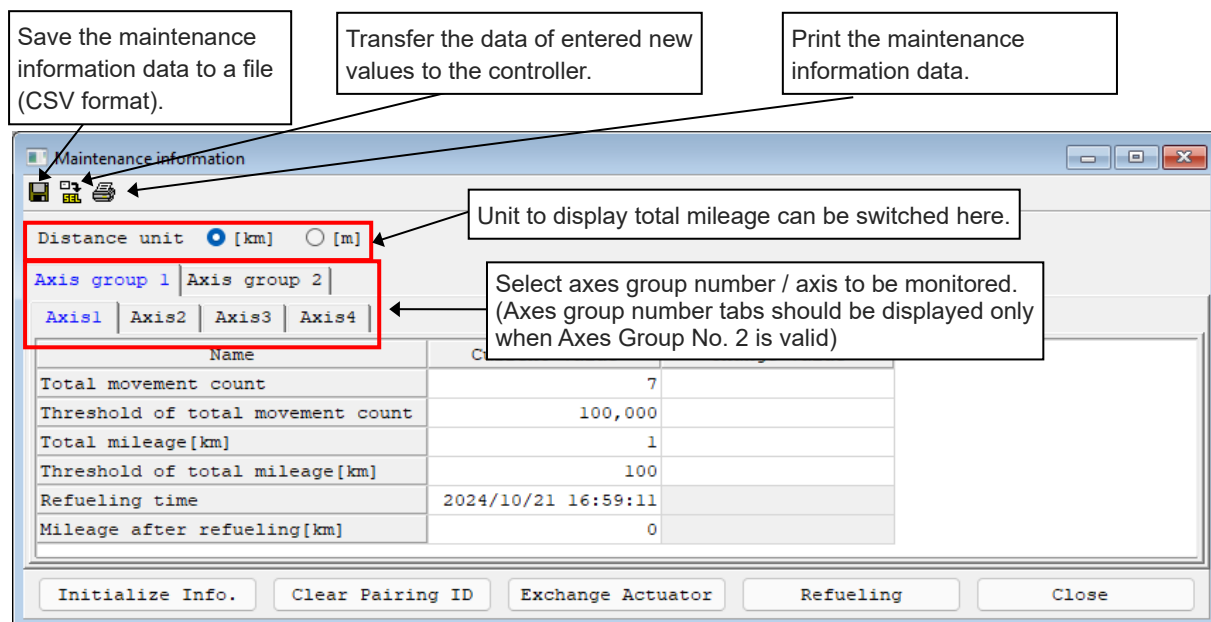 Save the maintenance
information data to a file
(CSV format).
Transfer the data of entered new
values to the controller.
Print the maintenance
information data.
Maintenance information
SEL
Unit to display total mileage can be switched here.
Distance unit [km] [m]
Axis group 1 Axis group 2
Select axes group number / axis to be monitored.
(Axes group number tabs should be displayed only
when Axes Group No. 2 is valid)
Axis1 Axis2 Axis3 Axis4
Name
Total movement count 7
Threshold of total movement count 100,000
Total mileage[km] 1
Threshold of total mileage[km] 100
Refueling time 2024/10/21 16:59:11
Mileage after refueling[km] 0
Initialize Info. Clear Pairing ID Exchange Actuator Refueling Close